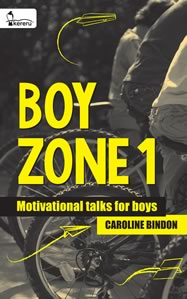 kereru
BOY
ZONE 1
Motivational talks for boys
CAROLINE BINDON